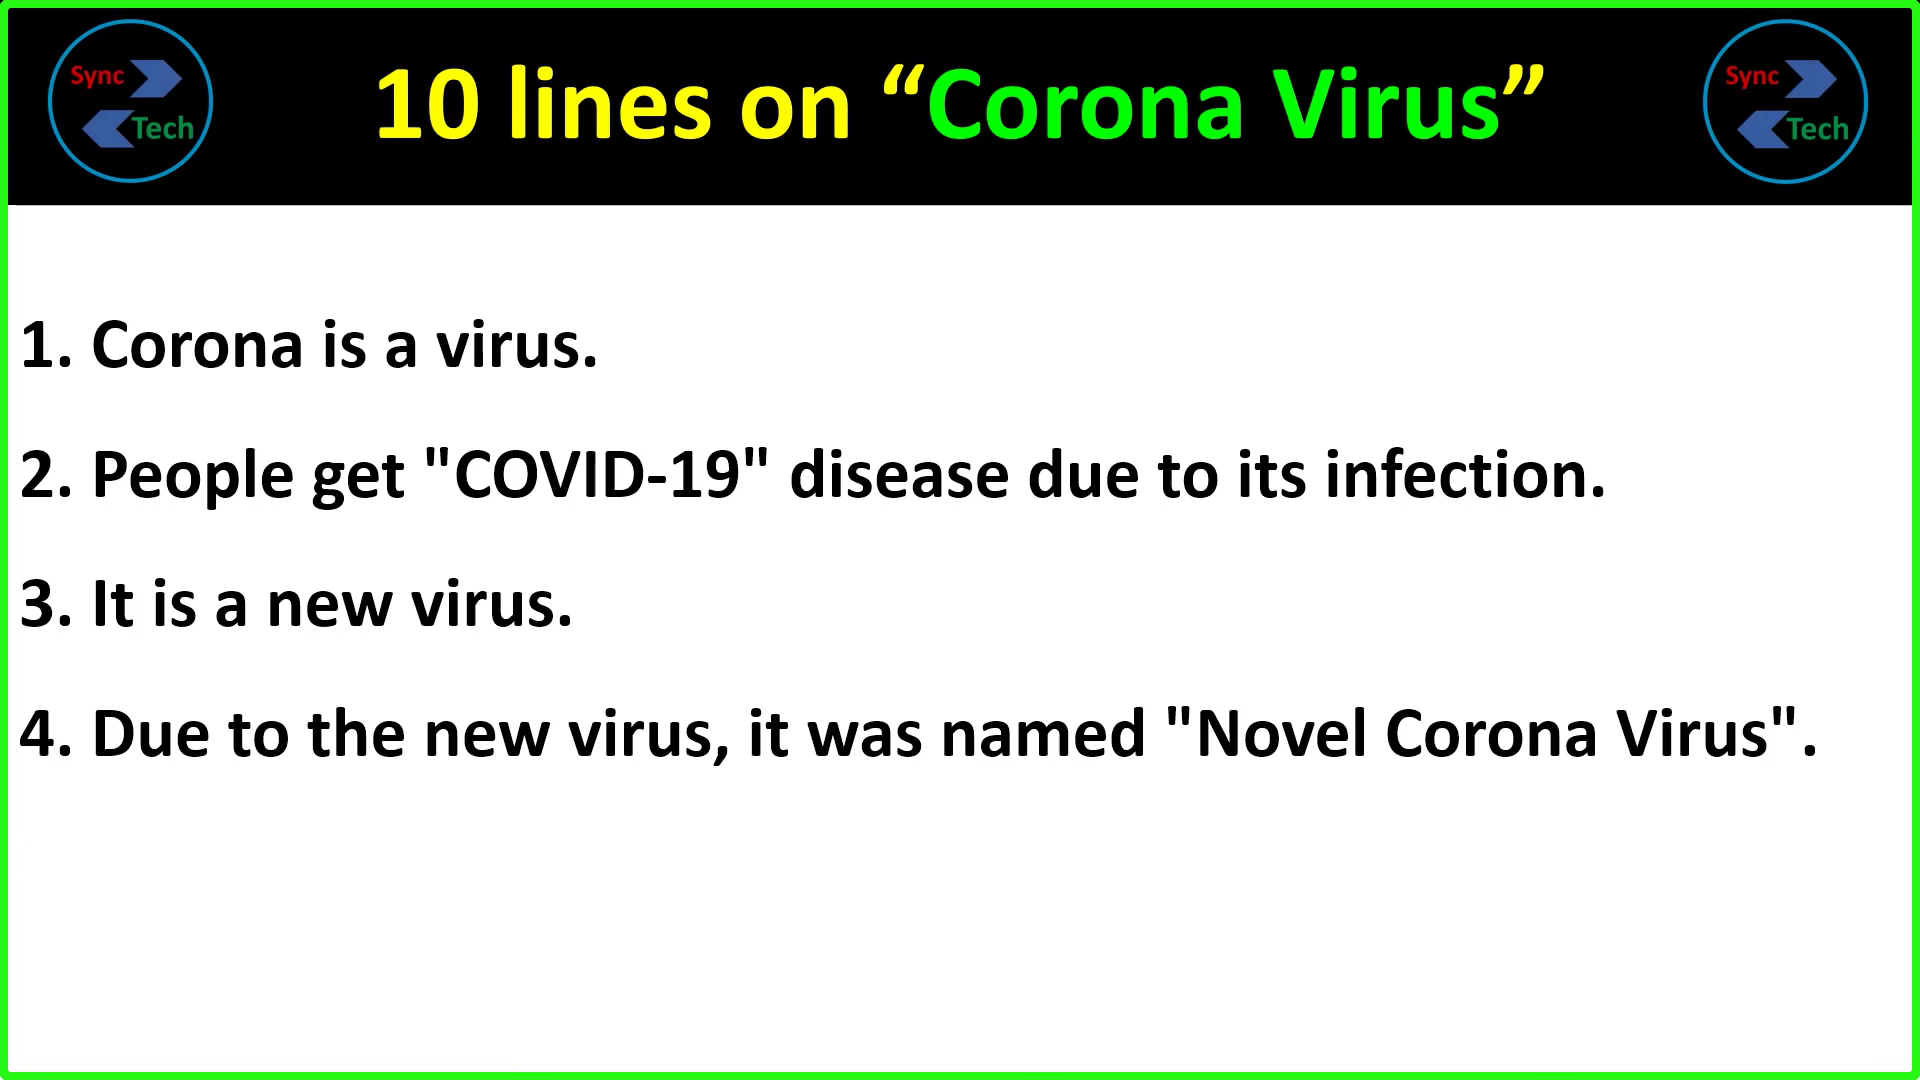 Sync
Tech
10 lines on “Corona Virus”
Sync
Tech
1. Corona is a virus.
2. People get "COVID-19" disease due to its infection.
3. It is a new virus.
4. Due to the new virus, it was named "Novel Corona Virus".